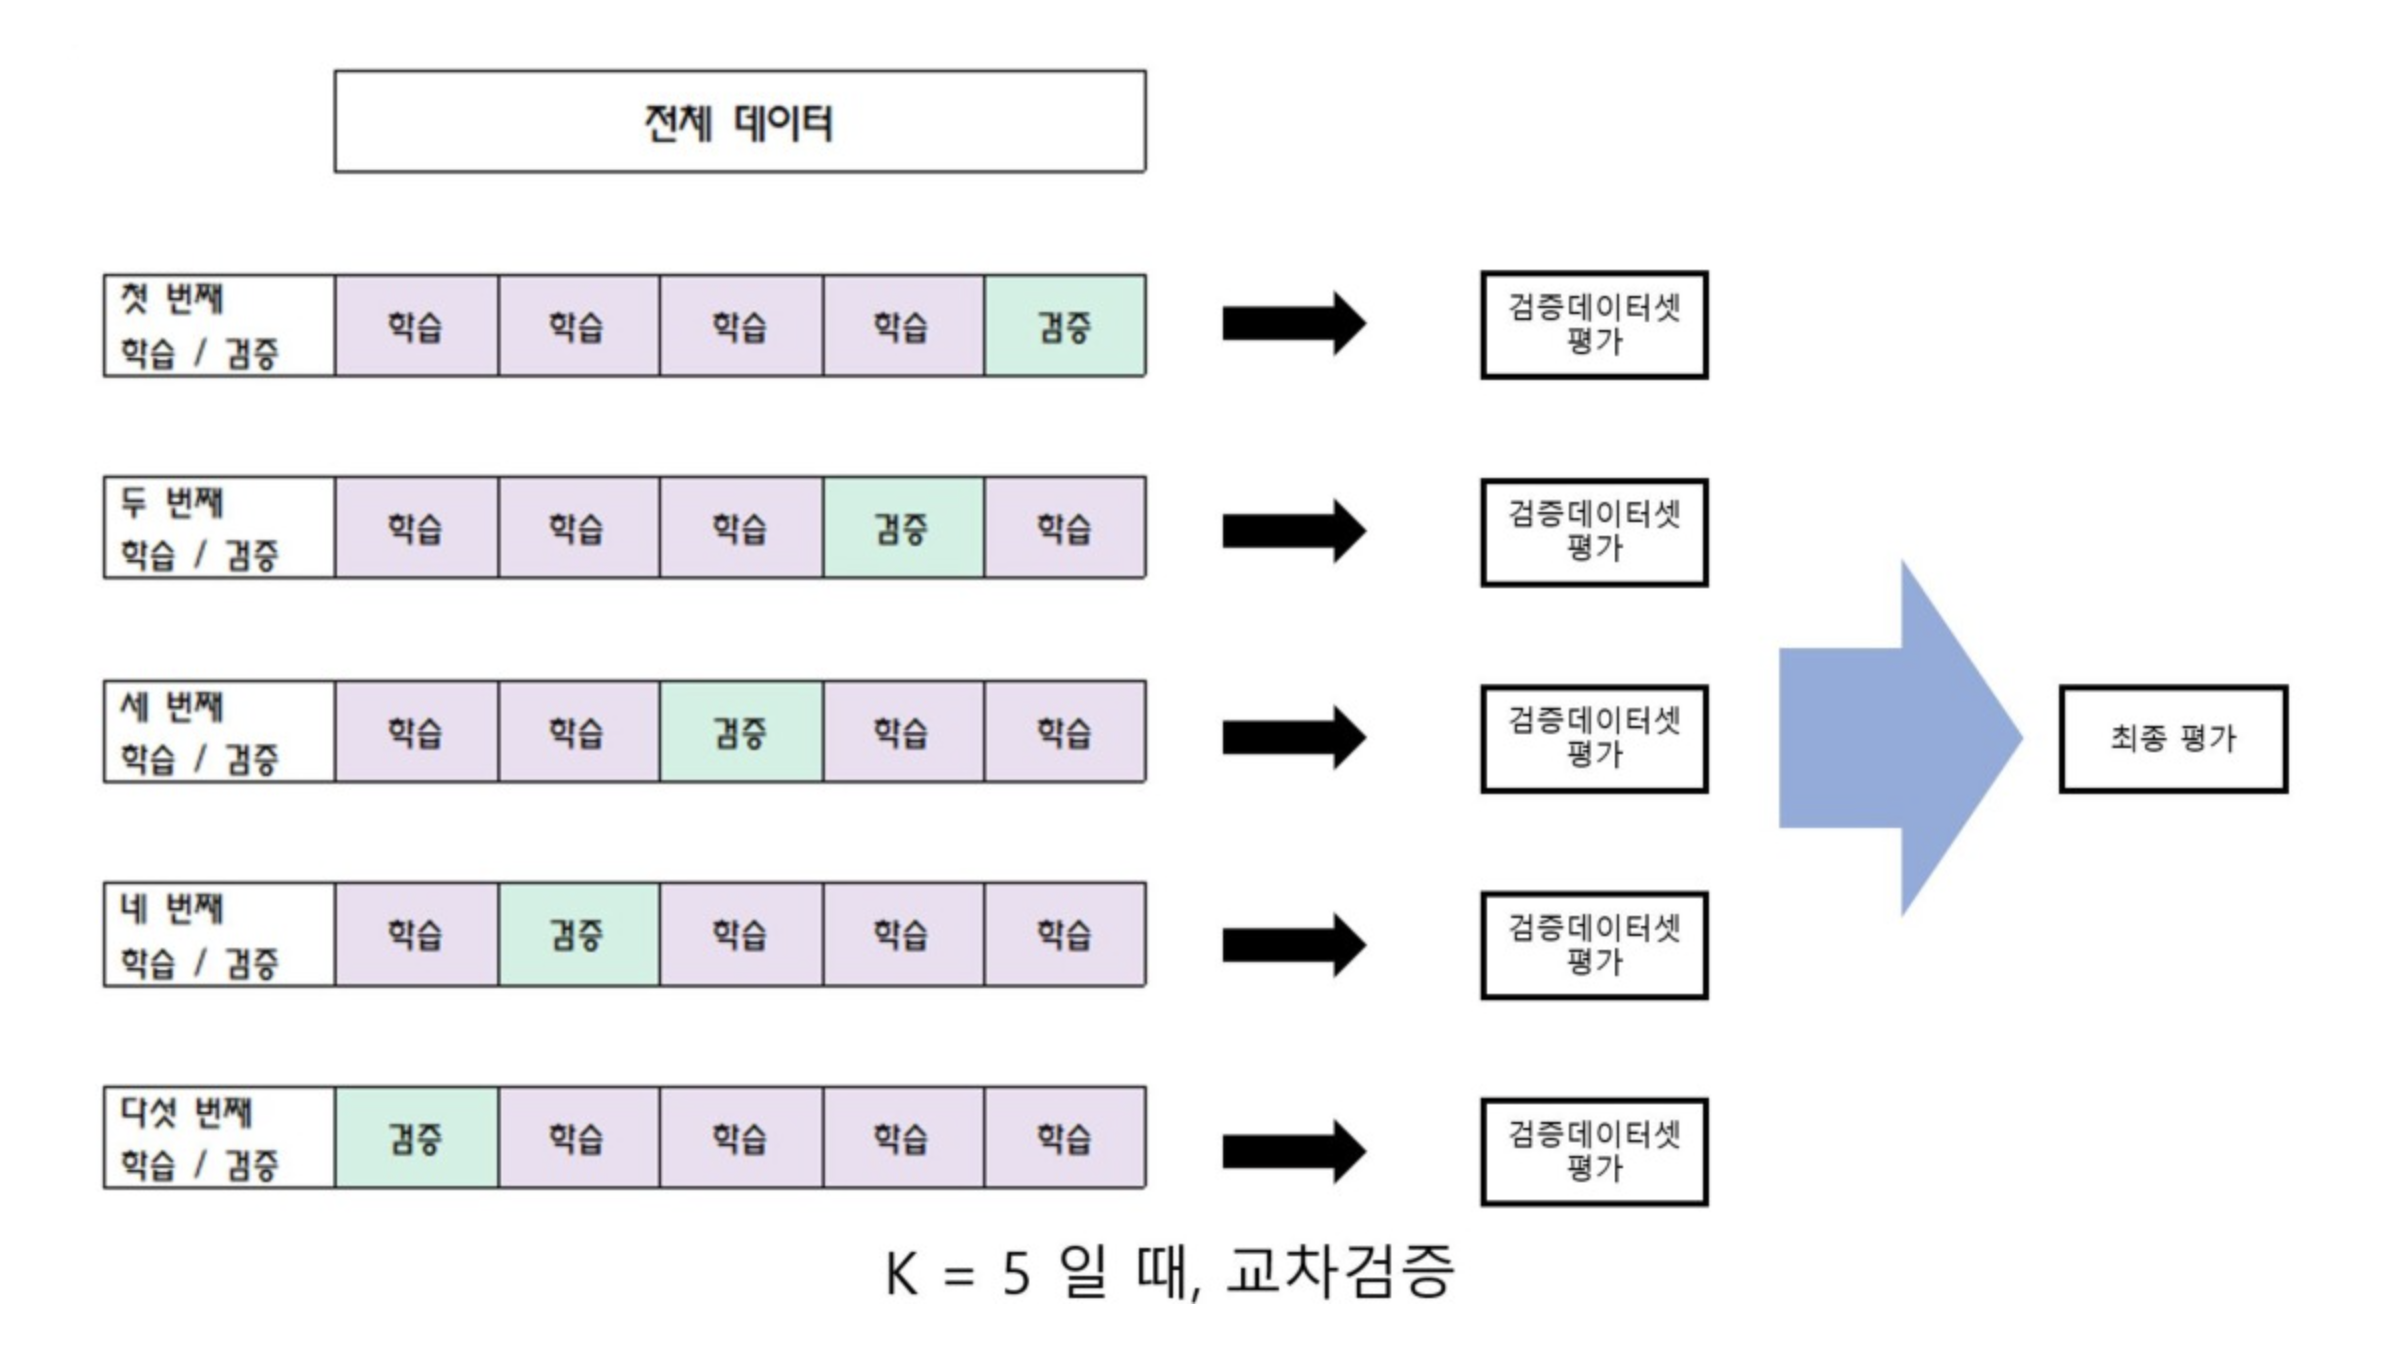 전체 데이터
첫 번째
학습 / 검증
학습 학습 학습 학습 검증
검증데이터셋
평가
두 번째
학습 / 검증
학습 학습 학습 검증 학습
검증데이터셋
평가
세 번째
학습 / 검증
학습 학습 검증 학습 학습
검증데이터셋
평가
네 번째
학습 / 검증
학습 검증 학습 학습 학습
검증데이터셋
평가
다섯 번째
학습 / 검증
검증 학습 학습 학습 학습
검증데이터셋
평가
최종 평가
K = 5 일 때, 교차검증